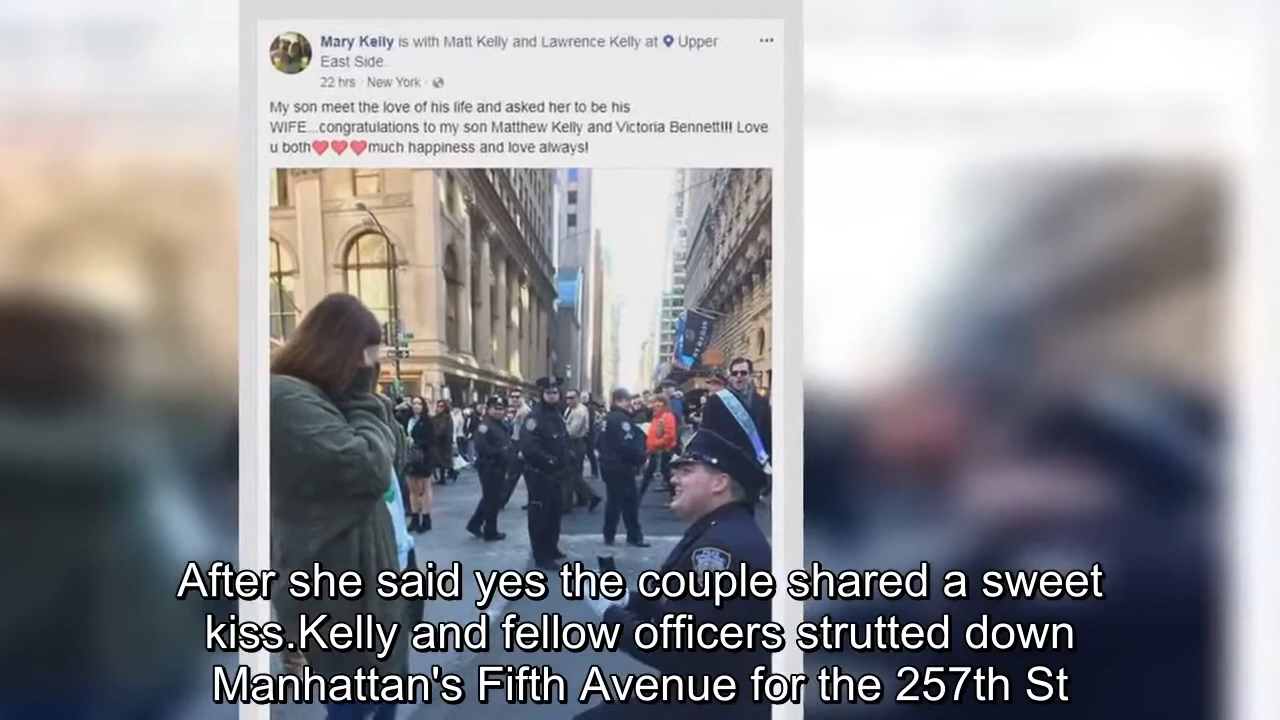 Mary Kelly is with Matt Kelly and Lawrence Kelly at Upper
East Side.
22 hrs · New York ·
My son meet the love of his life and asked her to be his
WIFE...congratulations to my son Matthew Kelly and Victoria Bennett!!! Love
u both❤❤❤much happiness and love always!
After she said yes the couple shared a sweet
kiss.Kelly and fellow officers strutted down
Manhattan's Fifth Avenue for the 257th St